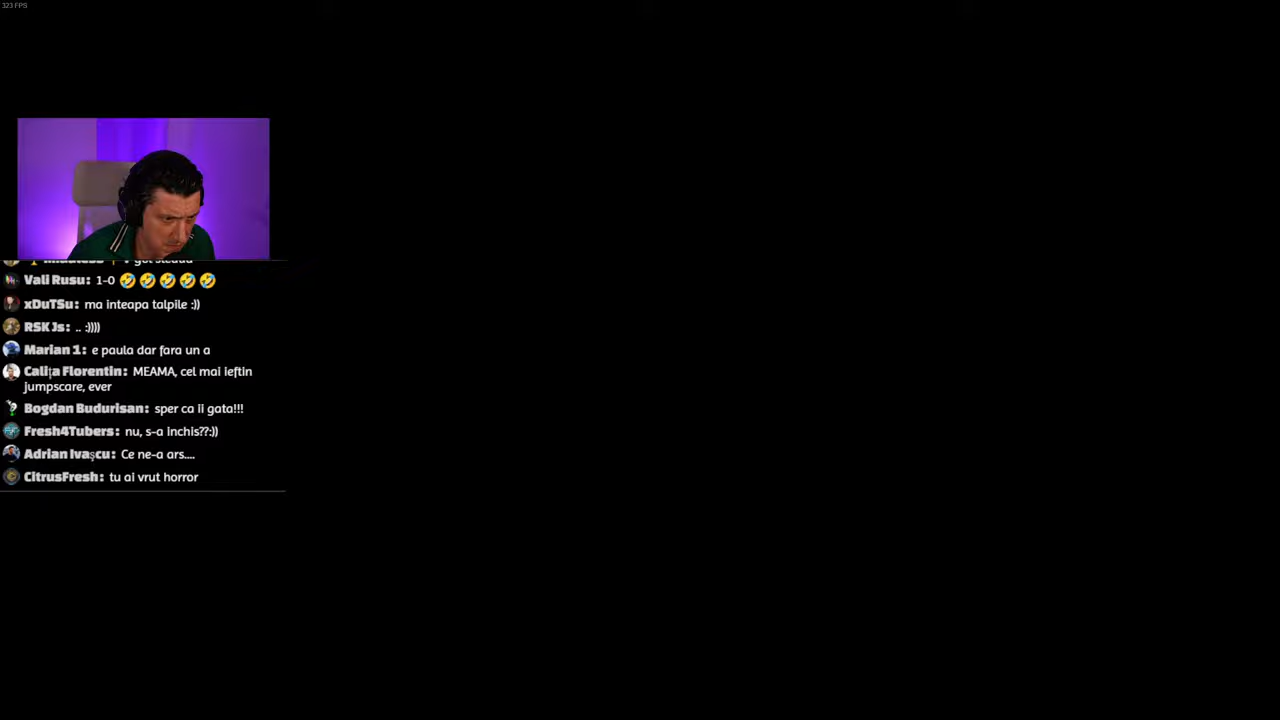 323 FPS
Vali Rusu: 1-0 🤣🤣🤣🤣🤣
xDuTSu: ma inteapa talpile :))
RSK Js: .. :))))
Marian 1: e paula dar fara un a
Calița Florentin: MEAMA, cel mai ieftin
jumpscare, ever
Bogdan Budurisan: sper ca ii gata!!!
Fresh4Tubers: nu, s-a inchis??:))
Adrian Ivașcu: Ce ne-a ars....
CitrusFresh: tu ai vrut horror